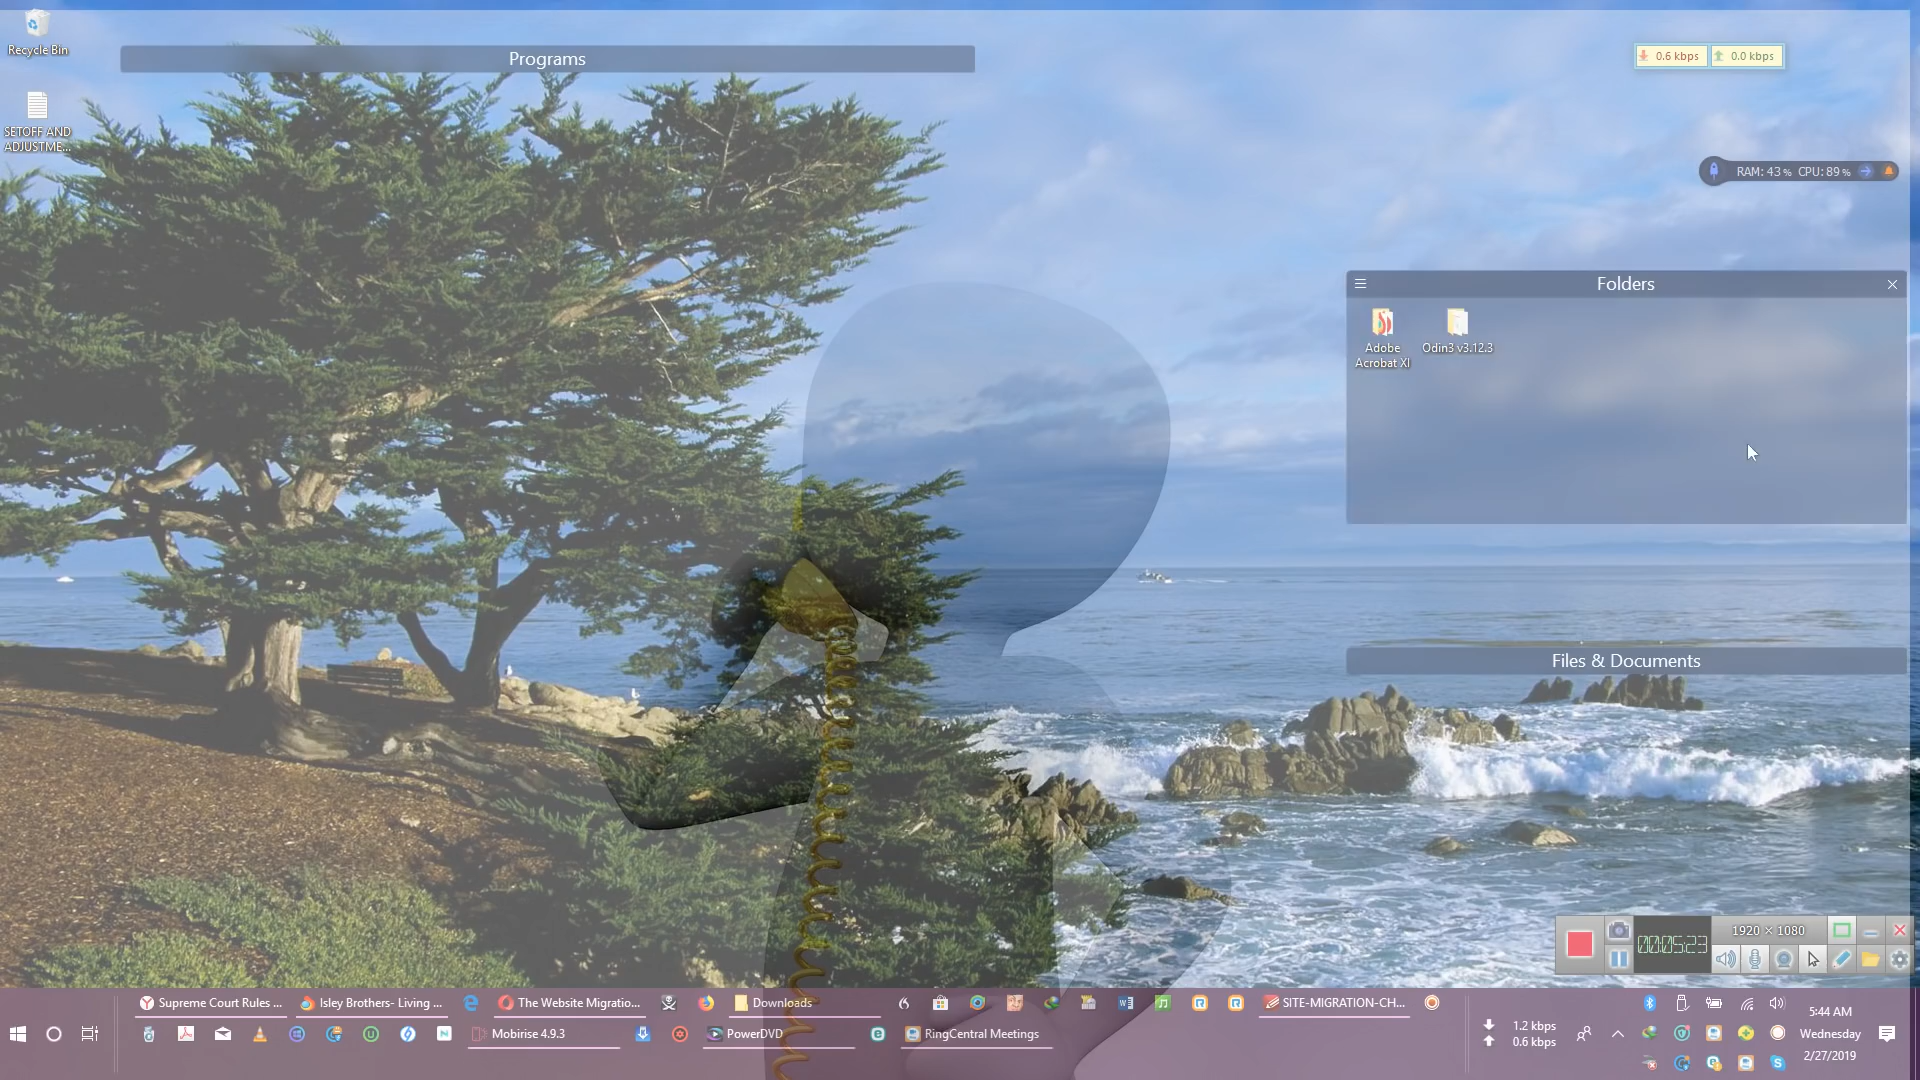 Recycle Bin
SETOFF AND
ADJUSTME...
Programs
0.6 kbps
0.0 kbps
RAM: 43 % CPU: 89 %
Folders
Adobe
Acrobat XI
Odin3 v3.12.3
Files & Documents
1920 × 1080
00:05:23
Supreme Court Rules ...
Isley Brothers- Living ...
The Website Migratio...
Downloads
SITE-MIGRATION-CH...
Mobirise 4.9.3
PowerDVD
RingCentral Meetings
1.2 kbps
0.6 kbps
5:44 AM
Wednesday
2/27/2019